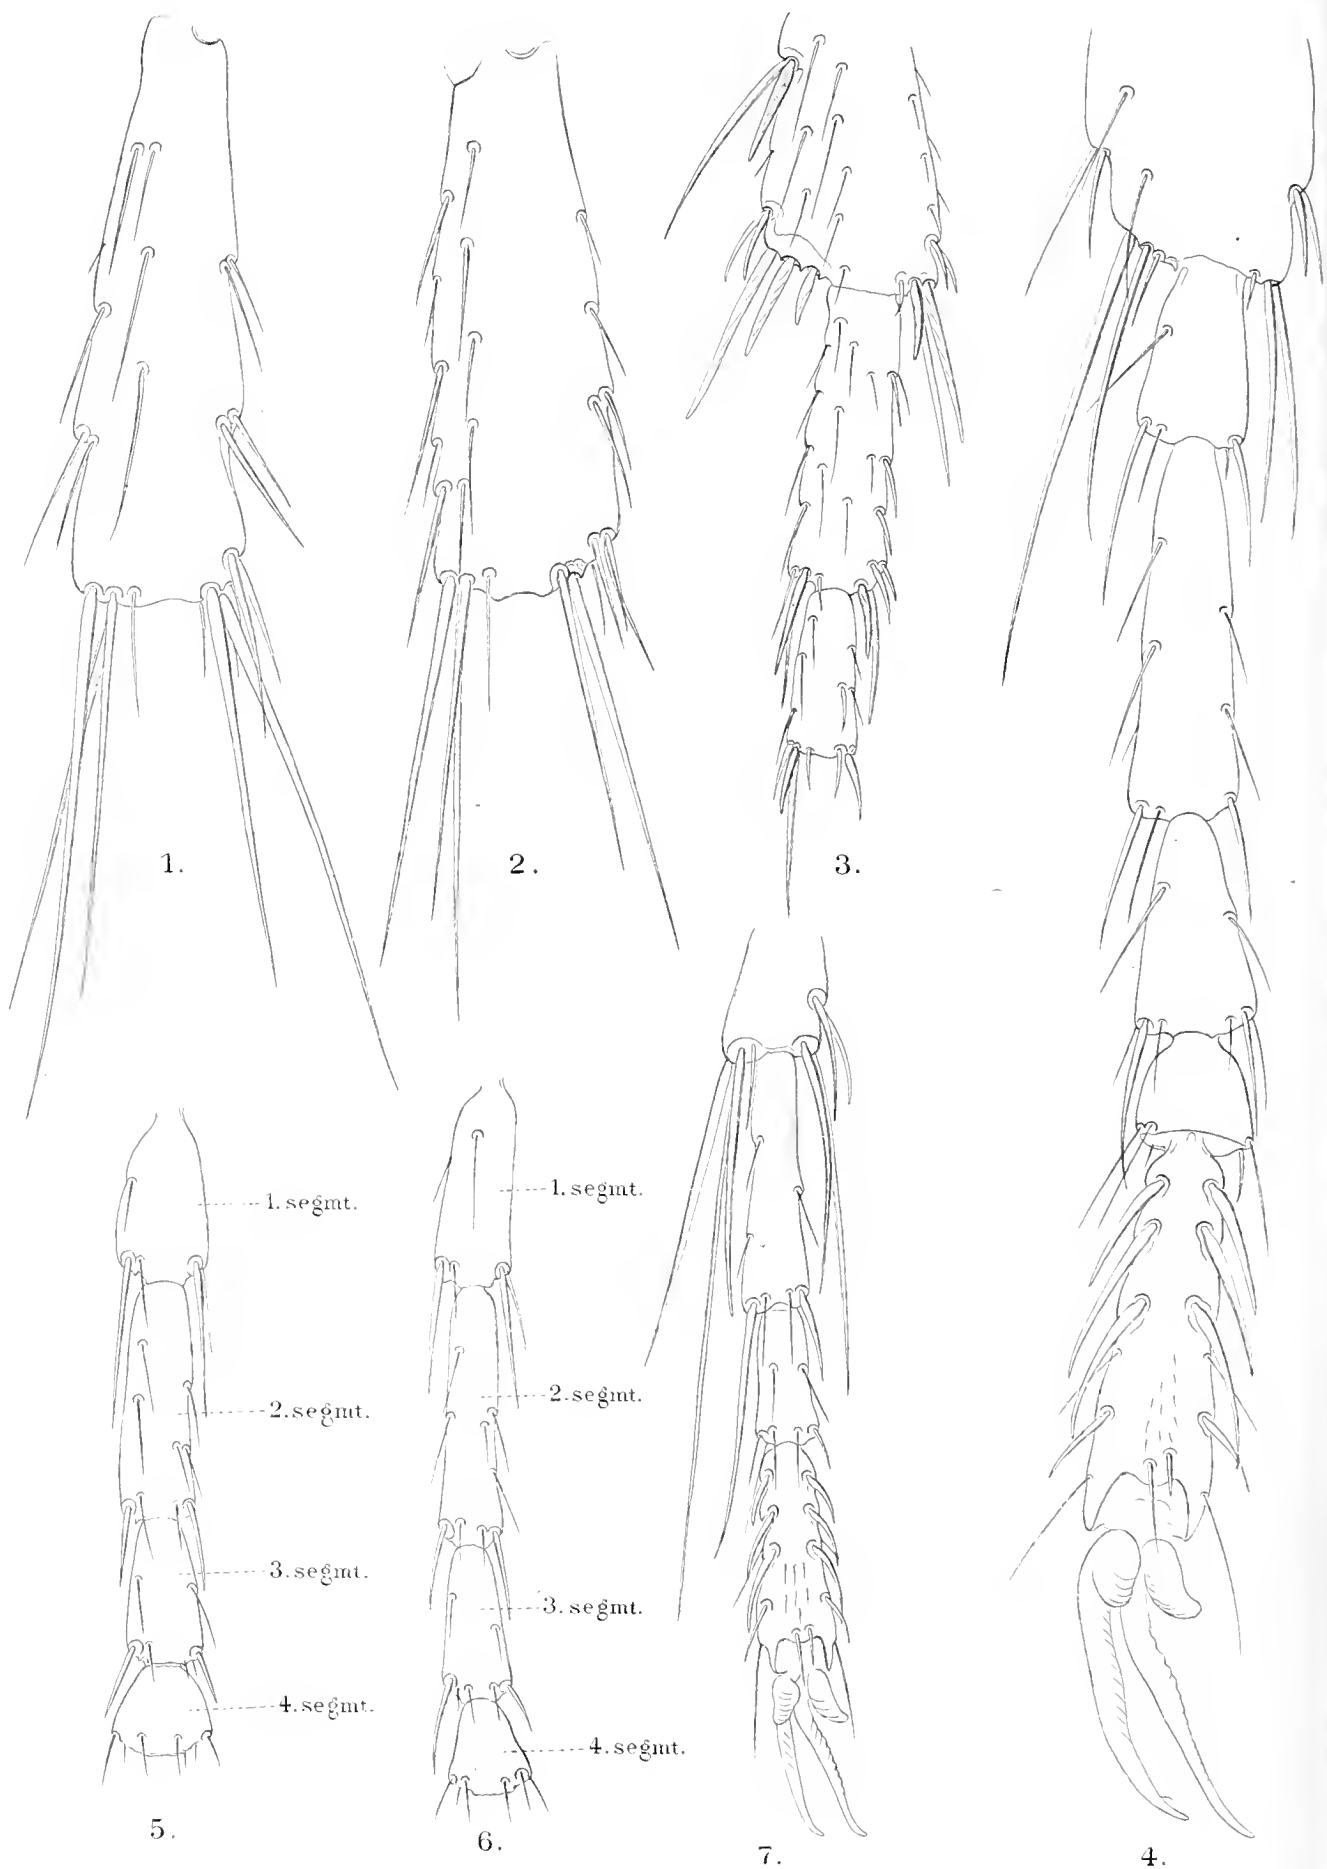 1.
2.
3.
1. segmt.
1. segmt.
2. segmt.
2. segmt.
3. segmt.
3. segmt.
4. segmt.
4. segmt.
5.
6.
7.
4.